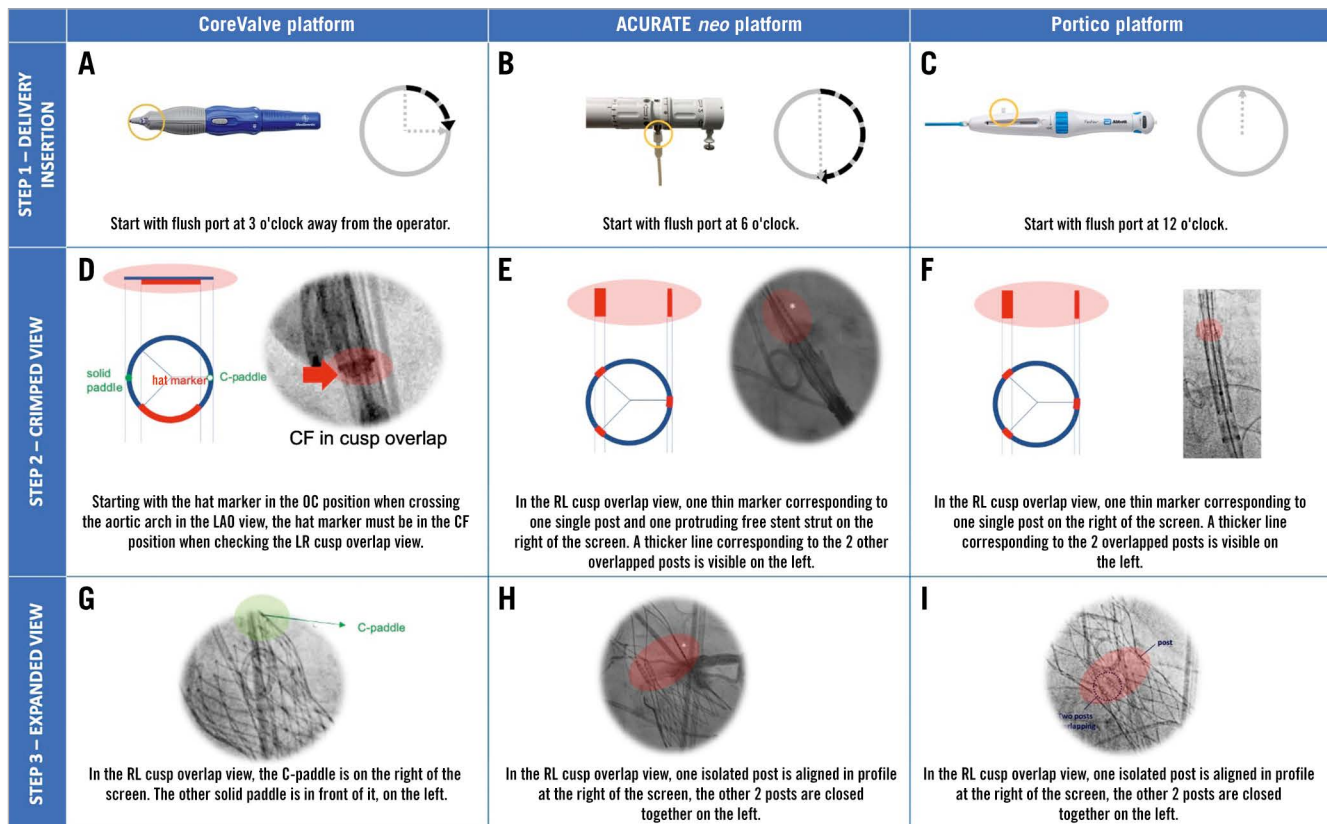 CoreValve platform
ACURATE neo platform
Portico platform
STEP 1 – DELIVERY
INSERTION
A
Start with flush port at 3 o'clock away from the operator.
B
Start with flush port at 6 o'clock.
C
Abbott
Start with flush port at 12 o'clock.
STEP 2 – CRIMPED VIEW
D
solid
paddle
hat marker
C-paddle
CF in cusp overlap
Starting with the hat marker in the OC position when crossing
the aortic arch in the LAO view, the hat marker must be in the CF
position when checking the LR cusp overlap view.
E
In the RL cusp overlap view, one thin marker corresponding to
one single post and one protruding free stent strut on the
right of the screen. A thicker line corresponding to the 2 other
overlapped posts is visible on the left.
F
In the RL cusp overlap view, one thin marker corresponding to
one single post on the right of the screen. A thicker line
corresponding to the 2 overlapped posts is visible on
the left.
STEP 3 – EXPANDED VIEW
G
C-paddle
In the RL cusp overlap view, the C-paddle is on the right of the
screen. The other solid paddle is in front of it, on the left.
H
In the RL cusp overlap view, one isolated post is aligned in profile
at the right of the screen, the other 2 posts are closed
together on the left.
I
post
Two posts
overlapping
In the RL cusp overlap view, one isolated post is aligned in profile
at the right of the screen, the other 2 posts are closed
together on the left.